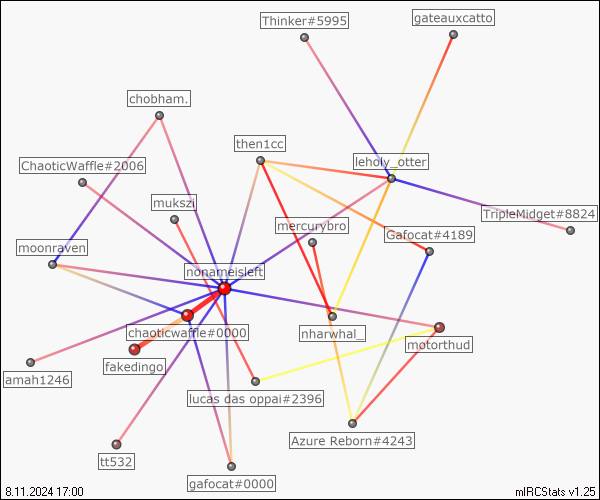 Thinker#5995
gateauxcatto
chobham.
then1cc
leholy_otter
ChaoticWaffle#2006
mukszi
TripleMidget#8824
mercurybro
Gafocat#4189
moonraven
nonameisleft
chaoticwaffle#0000
nharwhal_
motorthud
fakedingo
amah1246
lucas das oppai#2396
Azure Reborn#4243
tt532
gafocat#0000
8.11.2024 17:00
mIRCStats v1.25